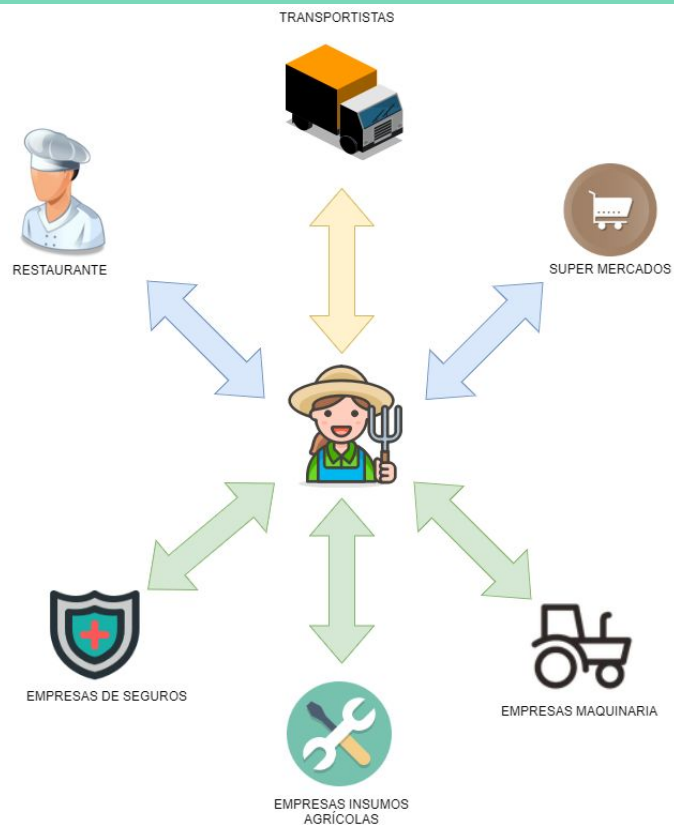 TRANSPORTISTAS
RESTAURANTE
SUPER MERCADOS
EMPRESAS DE SEGUROS
EMPRESAS MAQUINARIA
EMPRESAS INSUMOS
AGRÍCOLAS